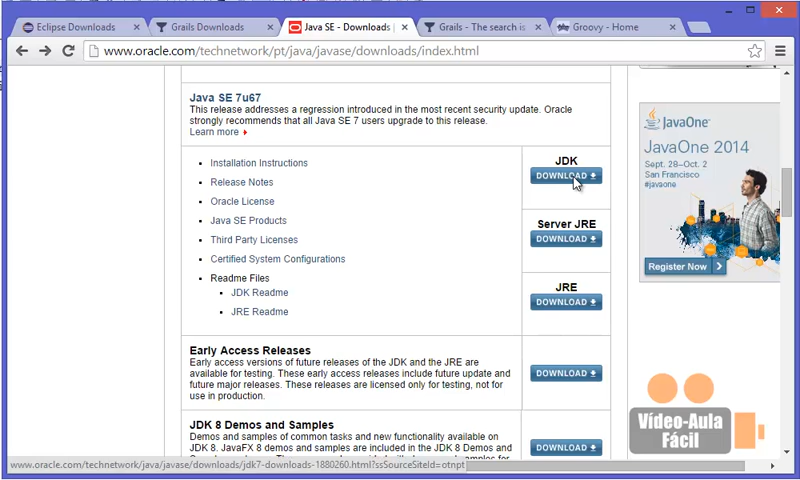 Eclipse Downloads
Grails Downloads
Java SE - Downloads |
Grails - The search is
Groovy - Home
www.oracle.com/technetwork/pt/java/javase/downloads/index.html
Java SE 7u67
This release addresses a regression introduced in the most recent security update. Oracle
strongly recommends that all Java SE 7 users upgrade to this release.
Learn more
Installation Instructions
Release Notes
Oracle License
Java SE Products
Third Party Licenses
Certified System Configurations
Readme Files
JDK Readme
JRE Readme
JDK
DOWNLOAD
Server JRE
DOWNLOAD
JRE
DOWNLOAD
Early Access Releases
Early access versions of future releases of the JDK and the JRE are
available for testing. These early access releases include future update and
future major releases. These releases are licensed only for testing, not for
use in production.
DOWNLOAD
JDK 8 Demos and Samples
Demos and samples of common tasks and new functionality available on
JDK 8. JavaFX 8 demos and samples are included in the JDK 8 Demos and
DOWNLOAD
JavaOne
JavaOne 2014
Sept. 28–Oct. 2
San Francisco
#javaone
Register Now
Vídeo-Aula
Fácil
www.oracle.com/technetwork/java/javase/downloads/jdk7-downloads-1880260.html?ssSourceSiteId=otnpt